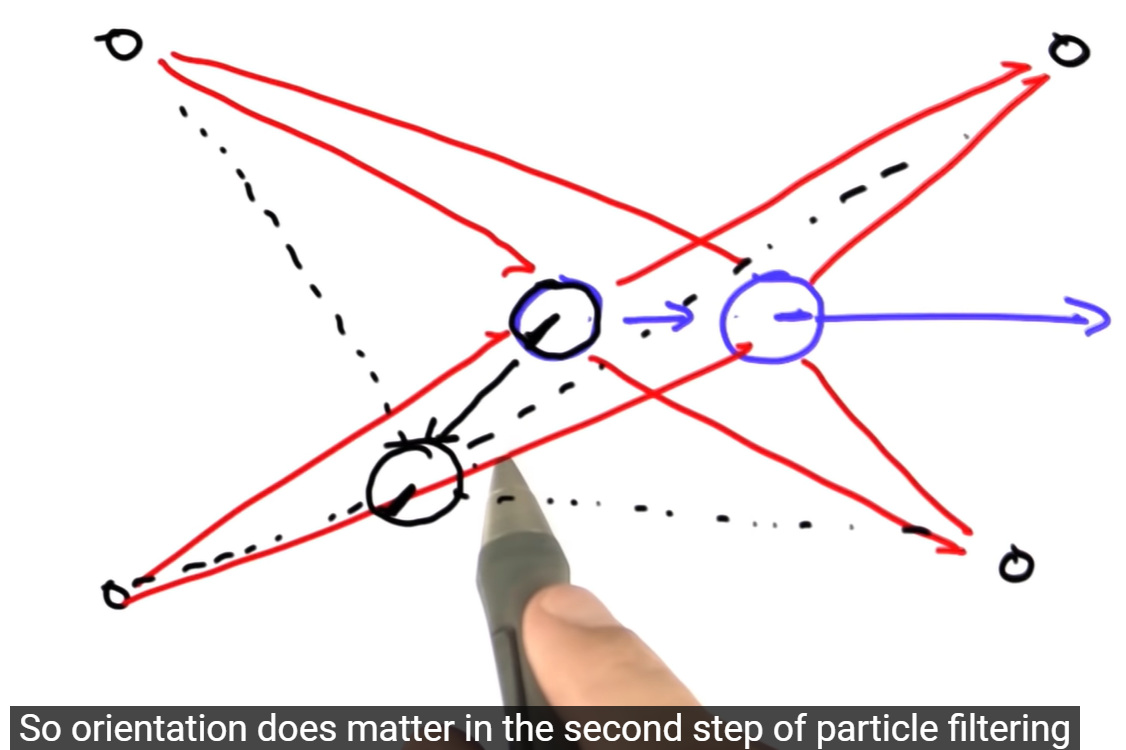 So orientation does matter in the second step of particle filtering